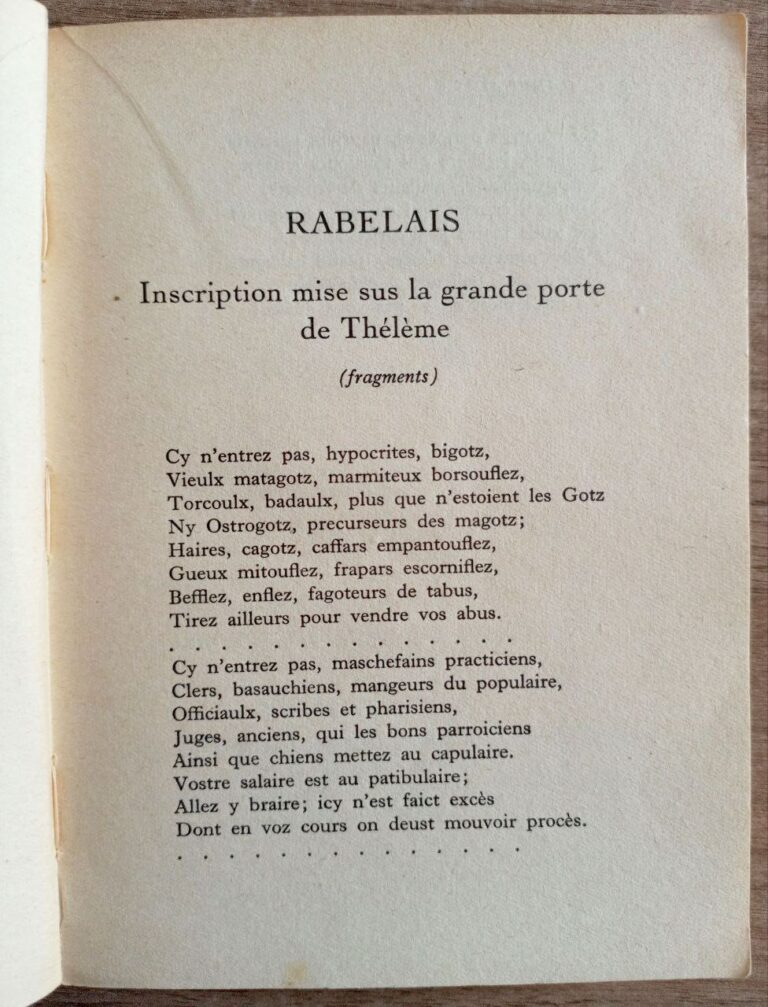 RABELAIS
Inscription mise sus la grande porte
de Thélème
(fragments)
Cy n'entrez pas, hypocrites, bigotz,
Vieulx matagotz, marmiteux borsouflez,
Torcoulx, badaulx, plus que n'estoient les Gotz
Ny Ostrogotz, precurseurs des magotz;
Haires, cagotz, caffars empantouflez,
Gueux mitouflez, frapars escorniflez,
Befflez, enflez, fagoteurs de tabus,
Tirez ailleurs pour vendre vos abus.
. . . . . . . . . . . . . .
Cy n'entrez pas, maschefains practiciens,
Clers, basauchiens, mangeurs du populaire,
Officiaulx, scribes et pharisiens,
Juges, anciens, qui les bons parroiciens
Ainsi que chiens mettez au capulaire.
Vostre salaire est au patibulaire;
Allez y braire; icy n'est faict excès
Dont en voz cours on deust mouvoir procès.
. . . . . . . . . . . . . .